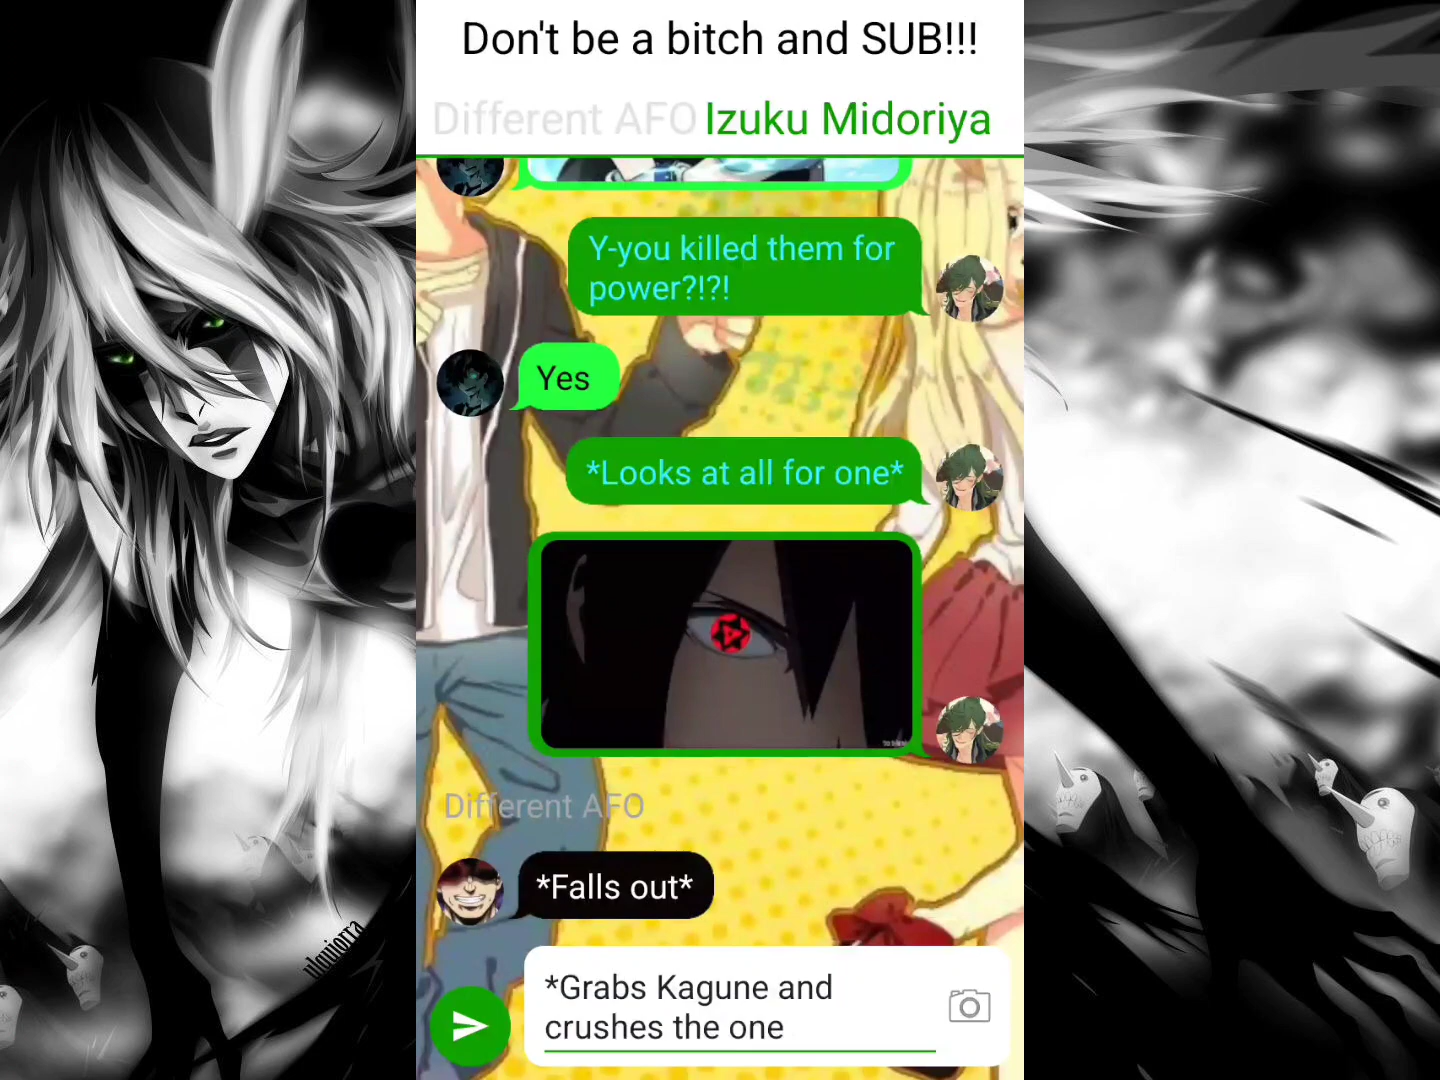 Don't be a bitch and SUB!!!
Different AFO Izuku Midoriya
Y-you killed them for
power?!?!
Yes
*Looks at all for one*
Different AFO
*Falls out*
*Grabs Kagune and
crushes the one
ulquiorra